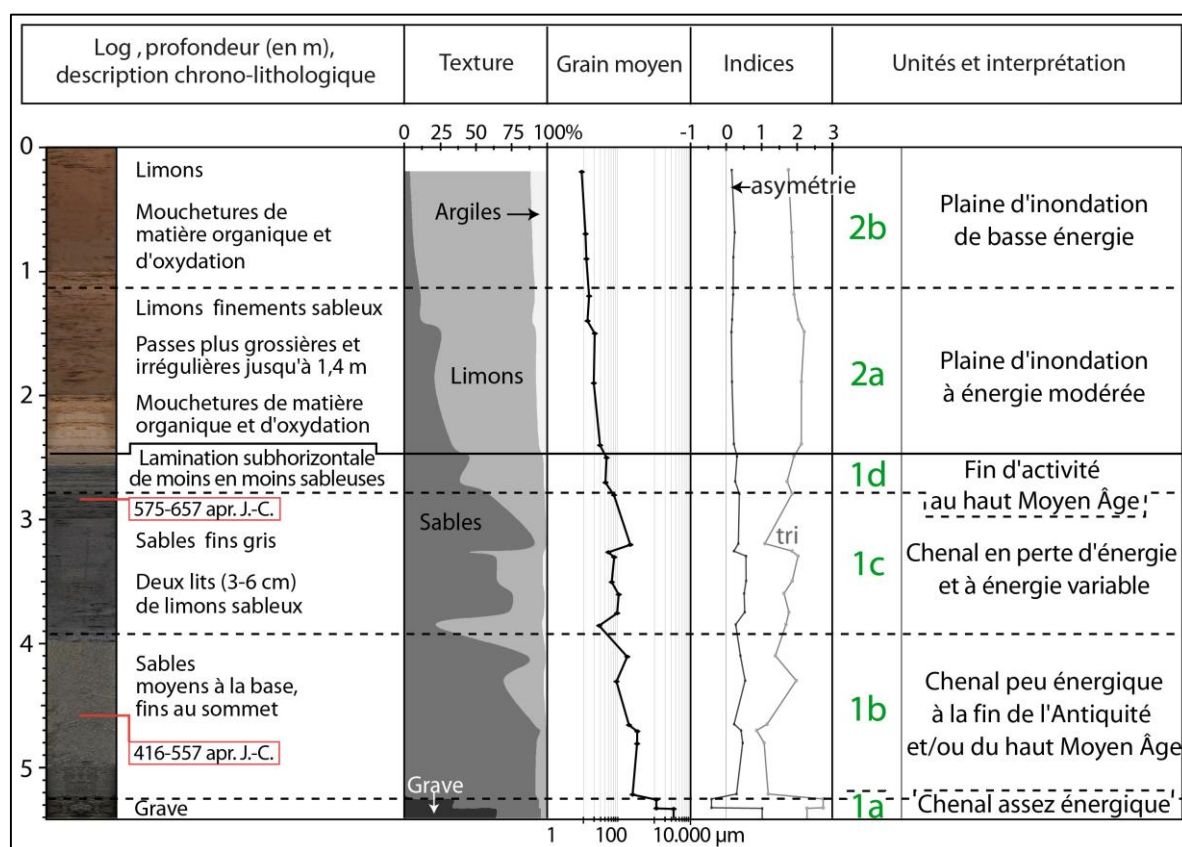 Log , profondeur (en m),
description chrono-lithologique
Texture
Grain moyen
Indices
Unités et interprétation
0 25 50 75 100%
-1 0 1 2 3
0
1
2
3
4
5
Limons
Mouchetures de
matière organique et
d'oxydation
Limons finements sableux
Passes plus grossières et
irrégulières jusqu'à 1,4 m
Mouchetures de matière
organique et d'oxydation
Lamination subhorizontale
de moins en moins sableuses
575-657 apr. J.-C.
Sables fins gris
Deux lits (3-6 cm)
de limons sableux
Sables
moyens à la base,
fins au sommet
416-557 apr. J.-C.
Grave
Argiles
Limons
Sables
Grave
1 100 10.000 µm
asymétrie
tri
2b
Plaine d'inondation
de basse énergie
2a
Plaine d'inondation
à énergie modérée
1d
Fin d'activité
au haut Moyen Âge
1c
Chenal en perte d'énergie
et à énergie variable
1b
Chenal peu énergique
à la fin de l'Antiquité
et/ou du haut Moyen Âge
1a
Chenal assez énergique